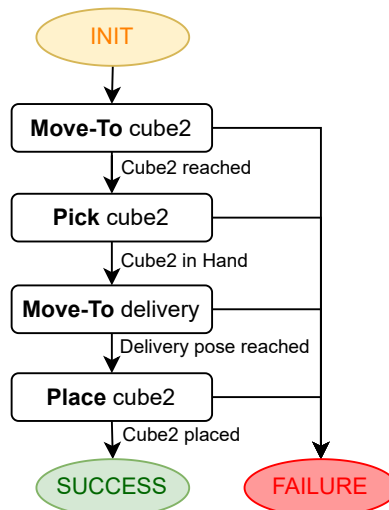 INIT
Move-To cube2
Cube2 reached
Pick cube2
Cube2 in Hand
Move-To delivery
Delivery pose reached
Place cube2
Cube2 placed
SUCCESS
FAILURE